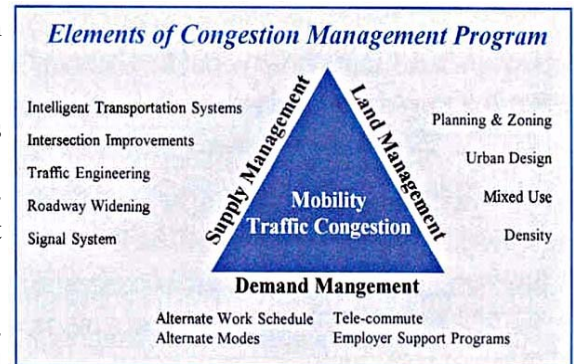 Elements of Congestion Management Program
Intelligent Transportation Systems
Intersection Improvements
Traffic Engineering
Roadway Widening
Signal System
Supply Management
Land Management
Mobility
Traffic Congestion
Planning & Zoning
Urban Design
Mixed Use
Density
Demand Mangement
Alternate Work Schedule Tele-commute
Alternate Modes Employer Support Programs